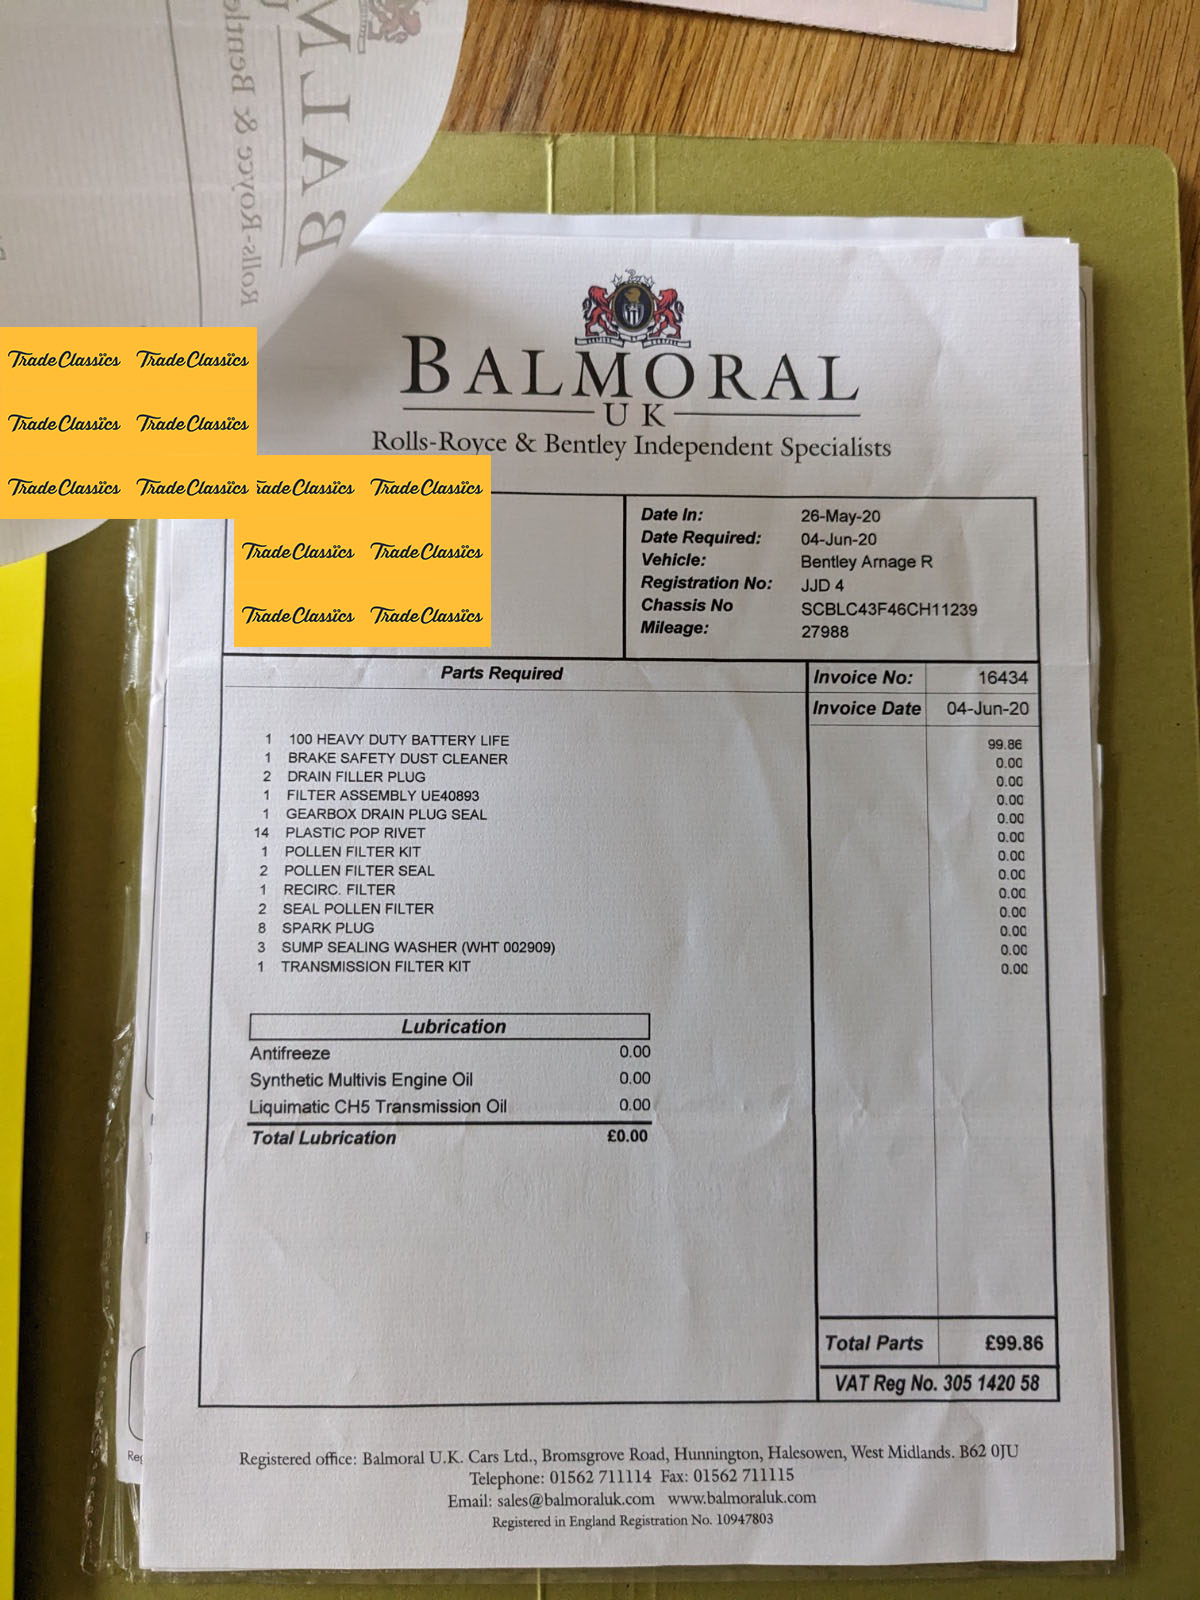 BALM
Rolls-Royce & Bentle
TradeClassics TradeClassics
TradeClassics TradeClassics
TradeClassics TradeClassics TradeClassics TradeClassics
TradeClassics TradeClassics
TradeClassics TradeClassics
BALMORAL
UK
Rolls-Royce & Bentley Independent Specialists
Date In: 26-May-20
Date Required: 04-Jun-20
Vehicle: Bentley Arnage R
Registration No: JJD 4
Chassis No SCBLC43F46CH11239
Mileage: 27988
Parts Required Invoice No: 16434
Invoice Date 04-Jun-20
1 100 HEAVY DUTY BATTERY LIFE 99.86
1 BRAKE SAFETY DUST CLEANER 0.00
2 DRAIN FILLER PLUG 0.00
1 FILTER ASSEMBLY UE40893 0.00
1 GEARBOX DRAIN PLUG SEAL 0.00
14 PLASTIC POP RIVET 0.00
1 POLLEN FILTER KIT 0.00
2 POLLEN FILTER SEAL 0.00
1 RECIRC. FILTER 0.00
2 SEAL POLLEN FILTER 0.00
8 SPARK PLUG 0.00
3 SUMP SEALING WASHER (WHT 002909) 0.00
1 TRANSMISSION FILTER KIT 0.00
Lubrication
Antifreeze 0.00
Synthetic Multivis Engine Oil 0.00
Liquimatic CH5 Transmission Oil 0.00
Total Lubrication £0.00
Total Parts £99.86
VAT Reg No. 305 1420 58
Registered office: Balmoral U.K. Cars Ltd., Bromsgrove Road, Hunnington, Halesowen, West Midlands. B62 0JU
Telephone: 01562 711114 Fax: 01562 711115
Email: sales@balmoraluk.com www.balmoraluk.com
Registered in England Registration No. 10947803
Reg